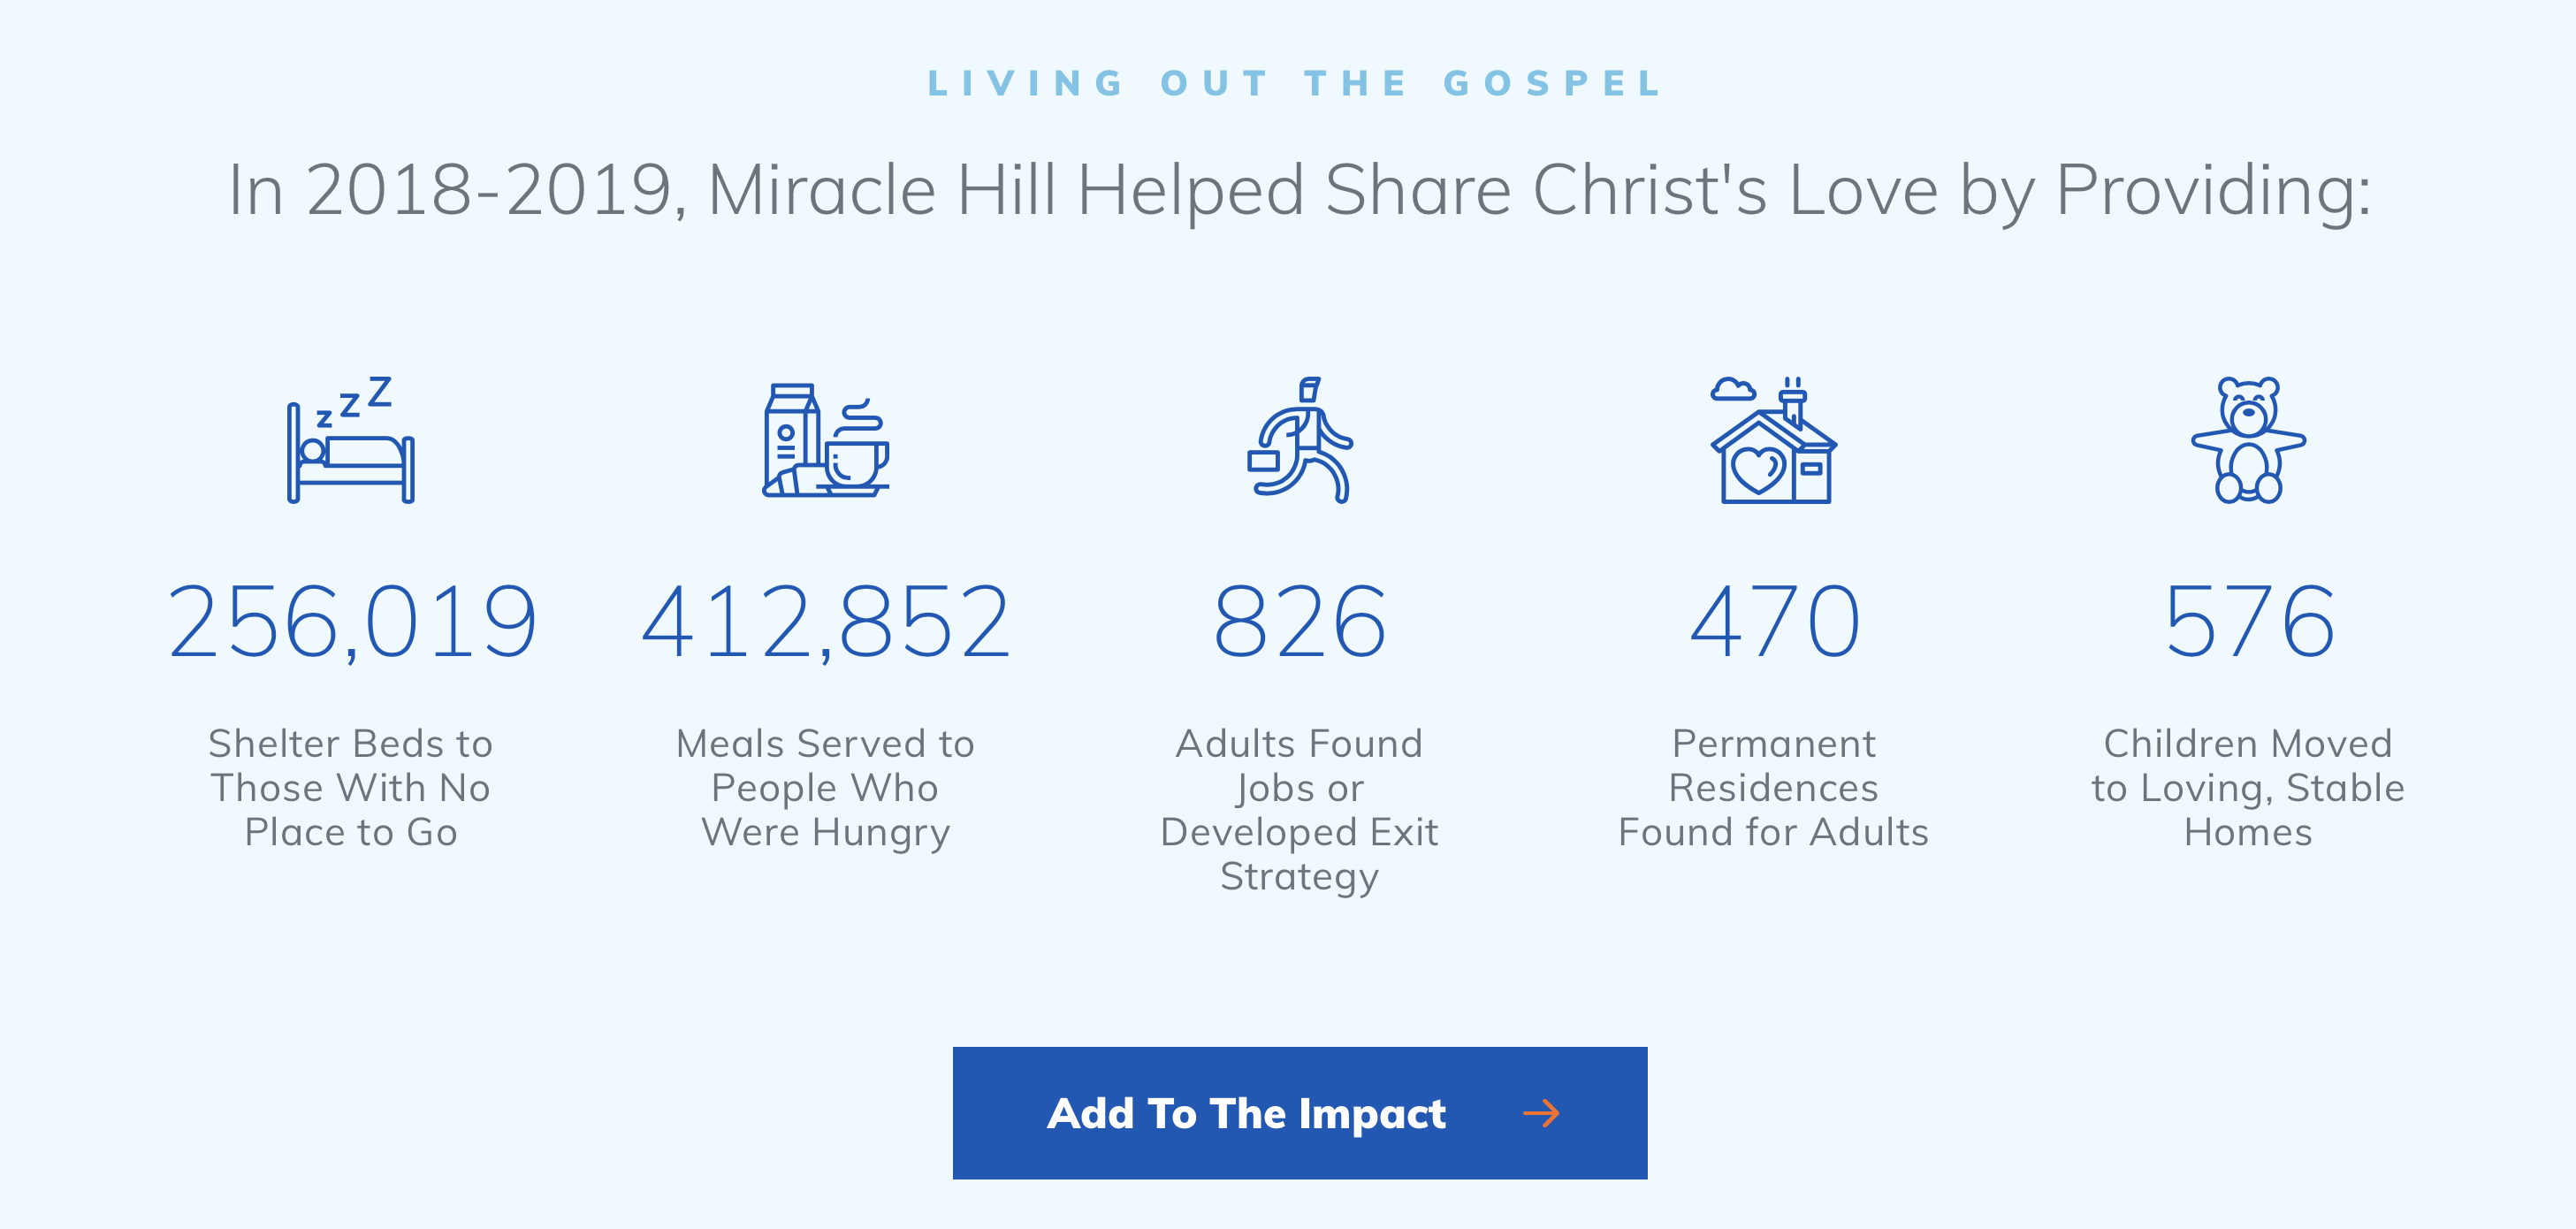 LIVING OUT THE GOSPEL
In 2018-2019, Miracle Hill Helped Share Christ's Love by Providing:
z z Z
256,019
Shelter Beds to
Those With No
Place to Go
412,852
Meals Served to
People Who
Were Hungry
826
Adults Found
Jobs or
Developed Exit
Strategy
470
Permanent
Residences
Found for Adults
576
Children Moved
to Loving, Stable
Homes
Add To The Impact